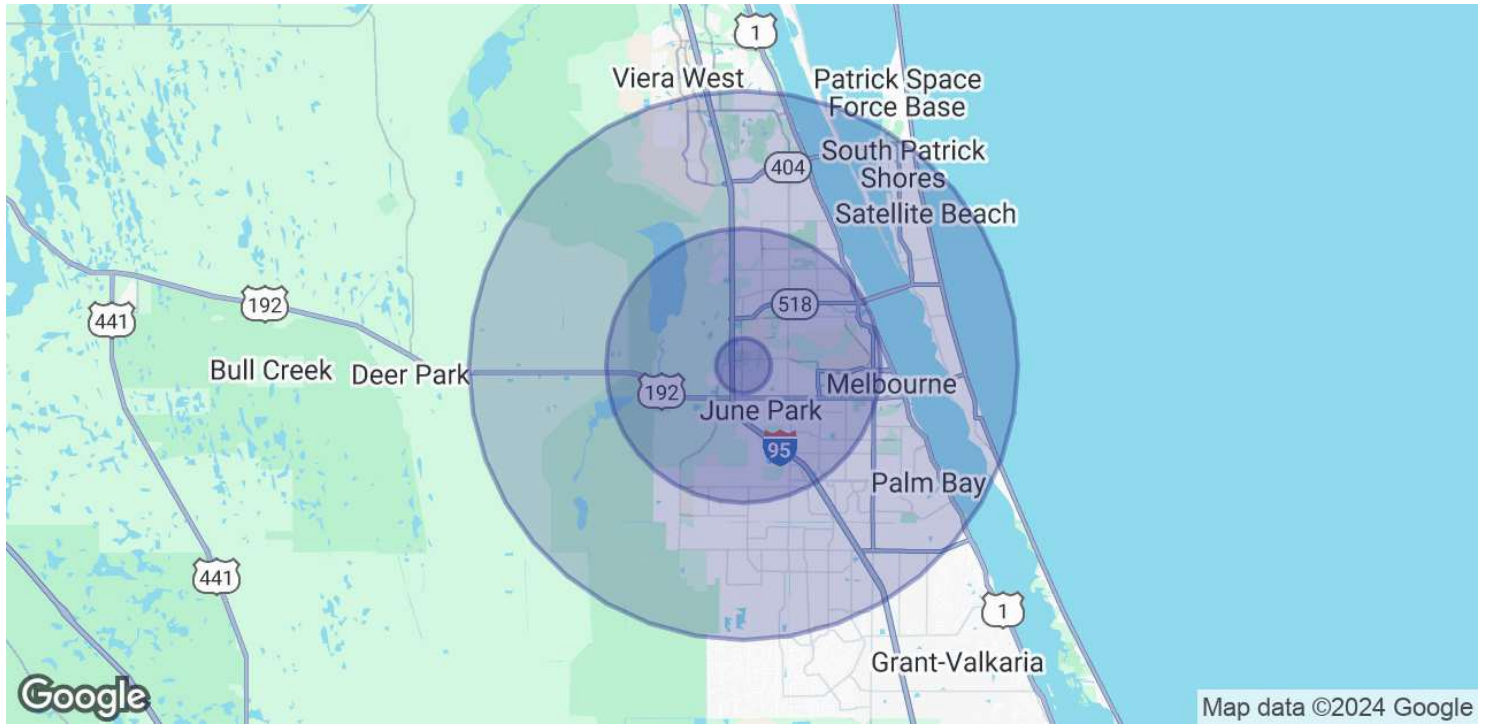 1
Viera West
Patrick Space
Force Base
404
South Patrick
Shores
Satellite Beach
192
518
441
Bull Creek
Deer Park
192
Melbourne
June Park
95
Palm Bay
441
1
Grant-Valkaria
Google
Map data ©2024 Google